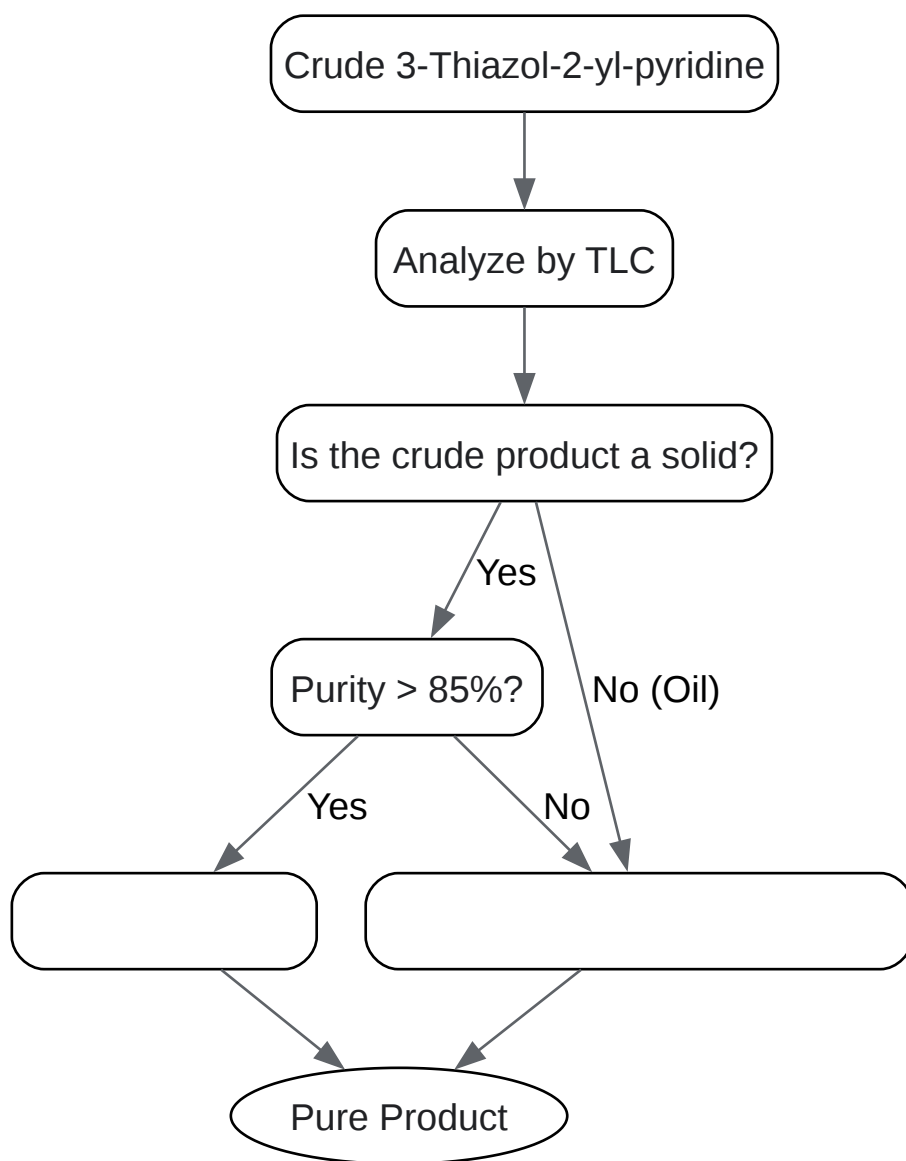 Crude 3-Thiazol-2-yl-pyridine
Analyze by TLC
Is the crude product a solid?
Yes
Purity > 85%?
No (Oil)
Yes
No
Pure Product